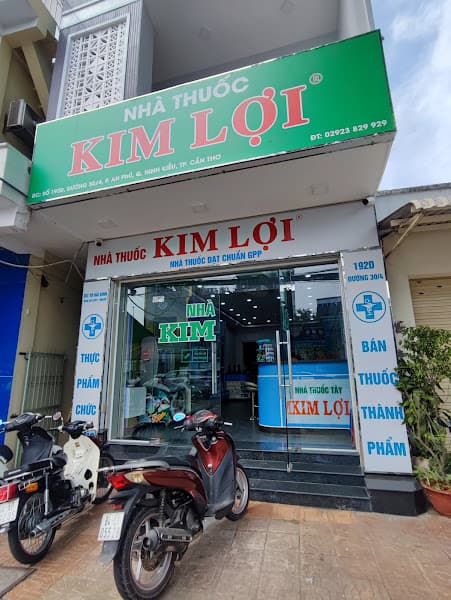 NHÀ THUỐC
KIM LỢI ®
ĐC: SỐ 192D, ĐƯỜNG 30/4, P. AN PHÚ, Q. NINH KIỀU, TP. CẦN THƠ
ĐT: 02923 829 929
NHÀ THUỐC KIM LỢI ®
NHÀ THUỐC ĐẠT CHUẨN GPP
192D
ĐƯỜNG 30/4
THỰC
PHẨM
CHỨC
BÁN
THUỐC
THÀNH
PHẨM
NHÀ
KIM
NHÀ THUỐC TÂY
KIM LỢI